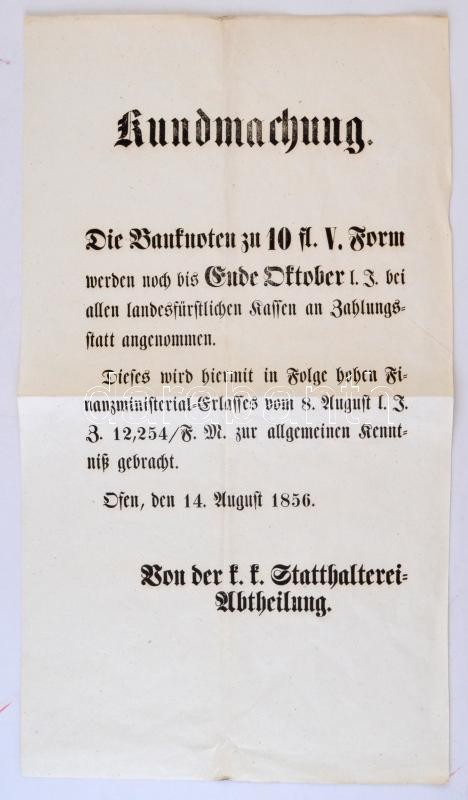 Kundmachung.
Die Banknoten zu 10 fl. V. Form
werden noch bis Ende Oktober l. J. bei
allen landesfürstlichen Kassen an Zahlungs-
statt angenommen.
Dieses wird hiermit in Folge hohen Fi-
nanzministerial-Erlasses vom 8. August l. J.
Z. 12,254/F. M. zur allgemeinen Kennt-
niß gebracht.
Ofen, den 14. August 1856.
Von der k. k. Statthalterei-
Abtheilung.